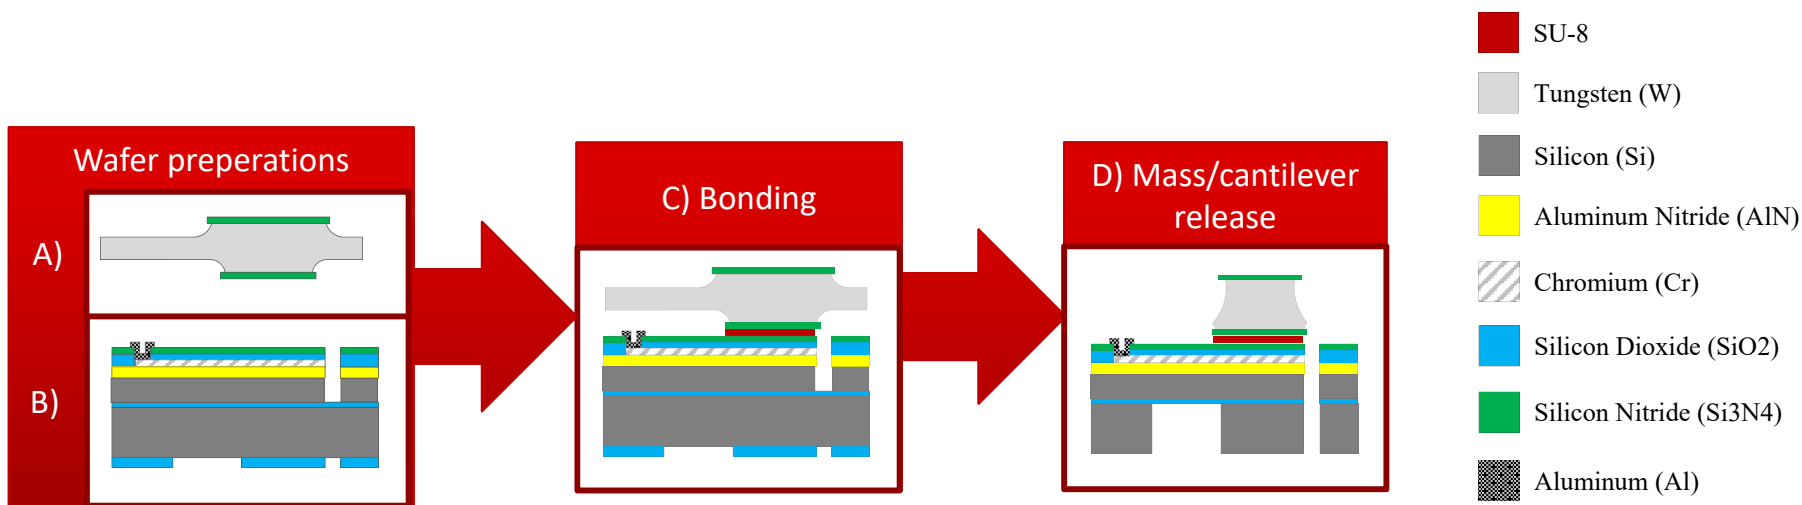 Wafer preperations
A)
B)
C) Bonding
D) Mass/cantilever
release
SU-8
Tungsten (W)
Silicon (Si)
Aluminum Nitride (AlN)
Chromium (Cr)
Silicon Dioxide (SiO2)
Silicon Nitride (Si3N4)
Aluminum (Al)